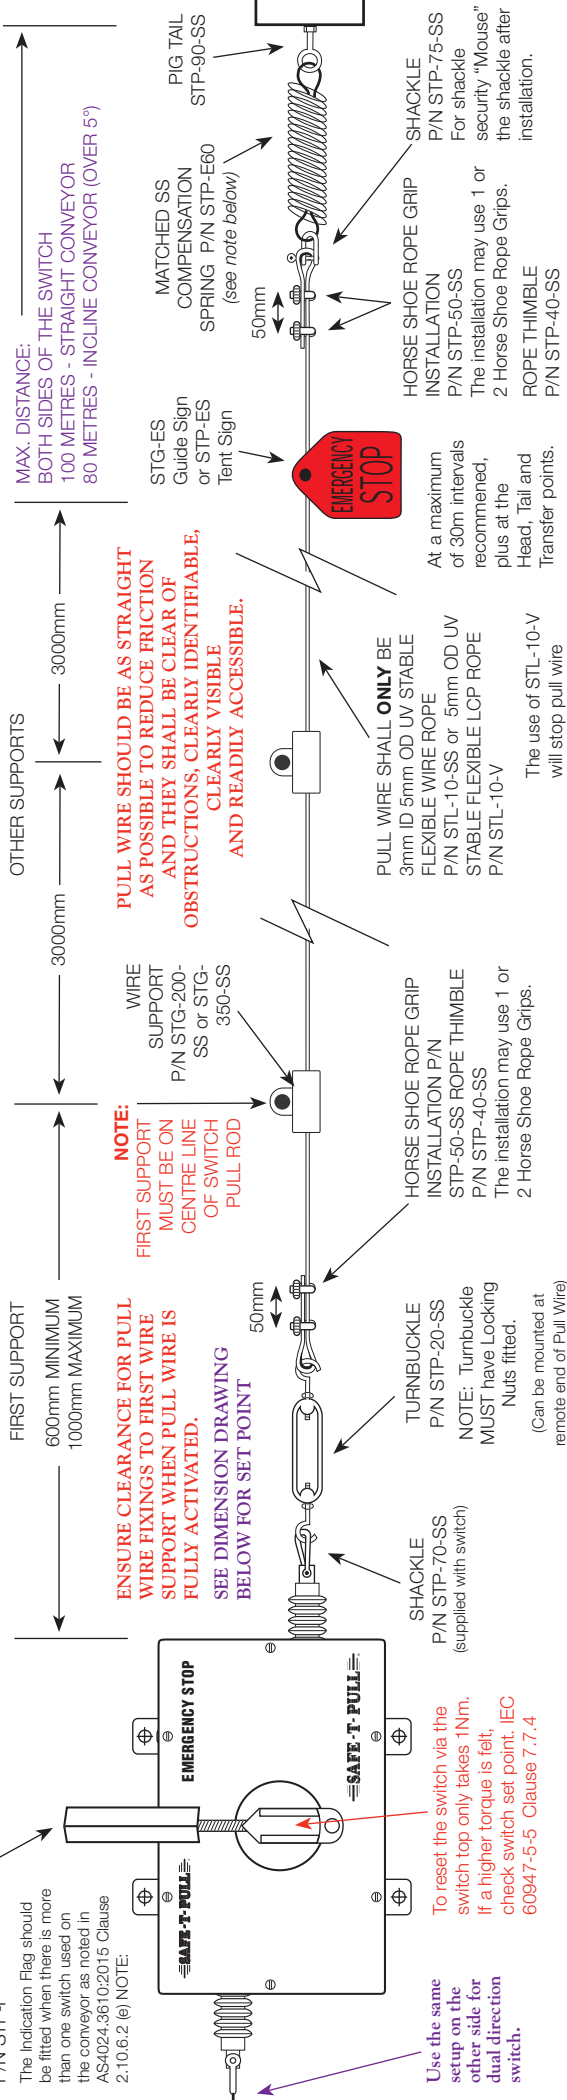 The Indication Flag should
be fitted when there is more
than one switch used on
the conveyor as noted in
AS4024.3610:2015 Clause
2.10.6.2 (e) NOTE:
FIRST SUPPORT
600mm MINIMUM
1000mm MAXIMUM
OTHER SUPPORTS
3000mm
3000mm
MAX. DISTANCE:
BOTH SIDES OF THE SWITCH
100 METRES - STRAIGHT CONVEYOR
80 METRES - INCLINE CONVEYOR (OVER 5°)
ENSURE CLEARANCE FOR PULL
WIRE FIXINGS TO FIRST WIRE
SUPPORT WHEN PULL WIRE IS
FULLY ACTIVATED.
SEE DIMENSION DRAWING
BELOW FOR SET POINT
NOTE:
FIRST SUPPORT
MUST BE ON
CENTRE LINE
OF SWITCH
PULL ROD
WIRE
SUPPORT
P/N STG-200-
SS or STG-
350-SS
PULL WIRE SHOULD BE AS STRAIGHT
AS POSSIBLE TO REDUCE FRICTION
AND THEY SHALL BE CLEAR OF
OBSTRUCTIONS, CLEARLY IDENTIFIABLE,
CLEARLY VISIBLE
AND READILY ACCESSIBLE.
STG-ES
Guide Sign
or STP-ES
Tent Sign
MATCHED SS
COMPENSATION
SPRING P/N STP-E60
(see note below)
PIG TAIL
STP-90-SS
50mm
50mm
SAFE-T-PULL
EMERGENCY STOP
SAFE-T-PULL
EMERGENCY
STOP
Use the same
setup on the
other side for
dual direction
switch.
To reset the switch via the
switch top only takes 1Nm.
If a higher torque is felt,
check switch set point. IEC
60947-5-5 Clause 7.7.4
SHACKLE
P/N STP-70-SS
(supplied with switch)
TURNBUCKLE
P/N STP-20-SS
NOTE: Turnbuckle
MUST have Locking
Nuts fitted.
(Can be mounted at
remote end of Pull Wire)
HORSE SHOE ROPE GRIP
INSTALLATION P/N
STP-50-SS ROPE THIMBLE
P/N STP-40-SS
The installation may use 1 or
2 Horse Shoe Rope Grips.
PULL WIRE SHALL ONLY BE
3mm ID 5mm OD UV STABLE
FLEXIBLE WIRE ROPE
P/N STL-10-SS or 5mm OD UV
STABLE FLEXIBLE LCP ROPE
P/N STL-10-V
The use of STL-10-V
will stop pull wire
At a maximum
of 30m intervals
recommened,
plus at the
Head, Tail and
Transfer points.
HORSE SHOE ROPE GRIP
INSTALLATION
P/N STP-50-SS
The installation may use 1 or
2 Horse Shoe Rope Grips.
ROPE THIMBLE
P/N STP-40-SS
SHACKLE
P/N STP-75-SS
For shackle
security "Mouse"
the shackle after
installation.